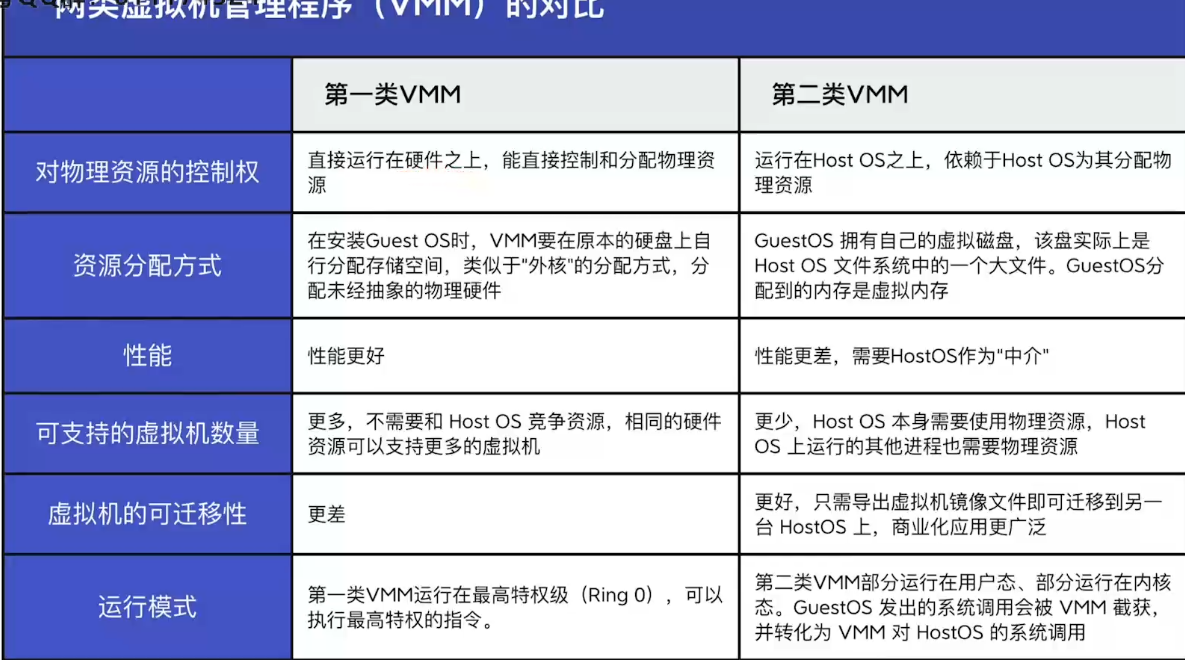 两类虚拟机管理程序（VMM）的对比
第一类VMM
第二类VMM
对物理资源的控制权
直接运行在硬件之上，能直接控制和分配物理资
源
运行在Host OS之上，依赖于Host OS为其分配物
理资源
资源分配方式
在安装Guest OS时，VMM要在原本的硬盘上自
行分配存储空间，类似于"外核"的分配方式，分
配未经抽象的物理硬件
GuestOS 拥有自己的虚拟磁盘，该盘实际上是
Host OS 文件系统中的一个大文件。GuestOS分
配到的内存是虚拟内存
性能
性能更好
性能更差，需要HostOS作为"中介"
可支持的虚拟机数量
更多，不需要和 Host OS 竞争资源，相同的硬件
资源可以支持更多的虚拟机
更少，Host OS 本身需要使用物理资源，Host
OS 上运行的其他进程也需要物理资源
虚拟机的可迁移性
更差
更好，只需导出虚拟机镜像文件即可迁移到另一
台 HostOS 上，商业化应用更广泛
运行模式
第一类VMM运行在最高特权级（Ring 0），可以
执行最高特权的指令。
第二类VMM部分运行在用户态、部分运行在内核
态。GuestOS 发出的系统调用会被 VMM 截获，
并转化为 VMM 对 HostOS 的系统调用